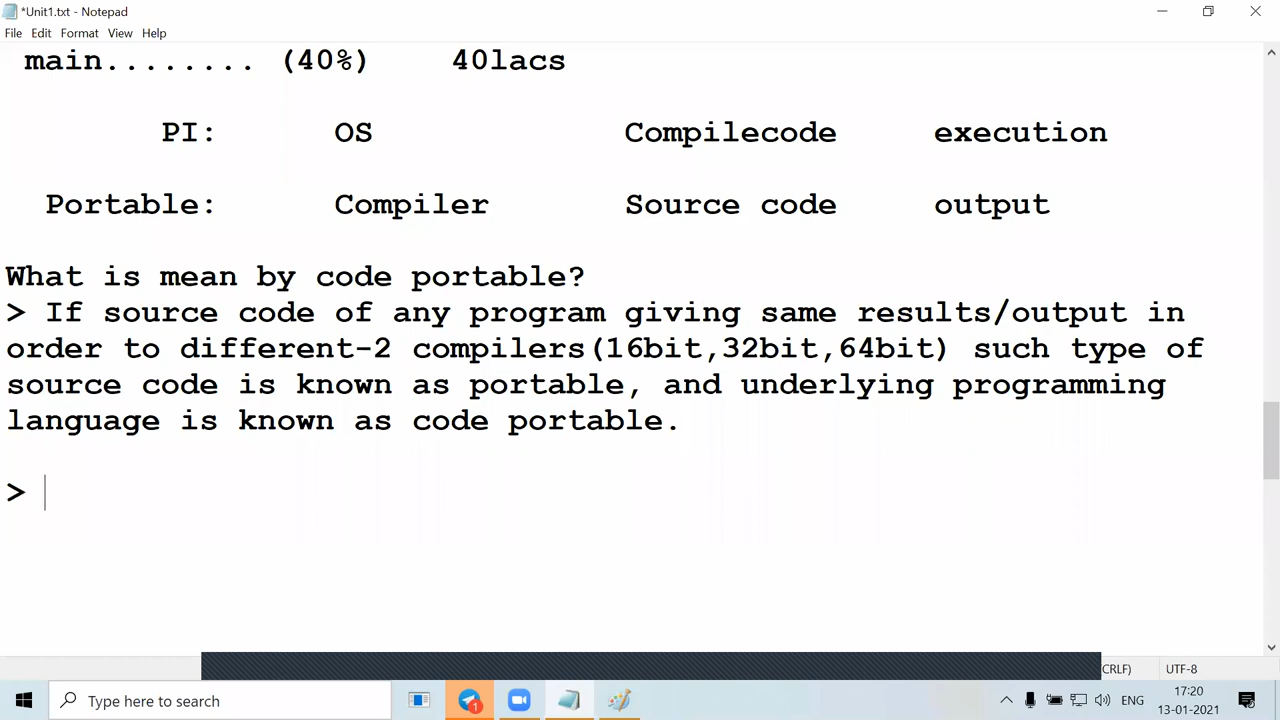 *Unit1.txt - Notepad
File Edit Format View Help
main........ (40%) 40lacs
PI: OS Compilecode execution
Portable: Compiler Source code output
What is mean by code portable?
> If source code of any program giving same results/output in
order to different-2 compilers(16bit,32bit,64bit) such type of
source code is known as portable, and underlying programming
language is known as code portable.
>
(CRLF) UTF-8
Type here to search
1
ENG
17:20
13-01-2021